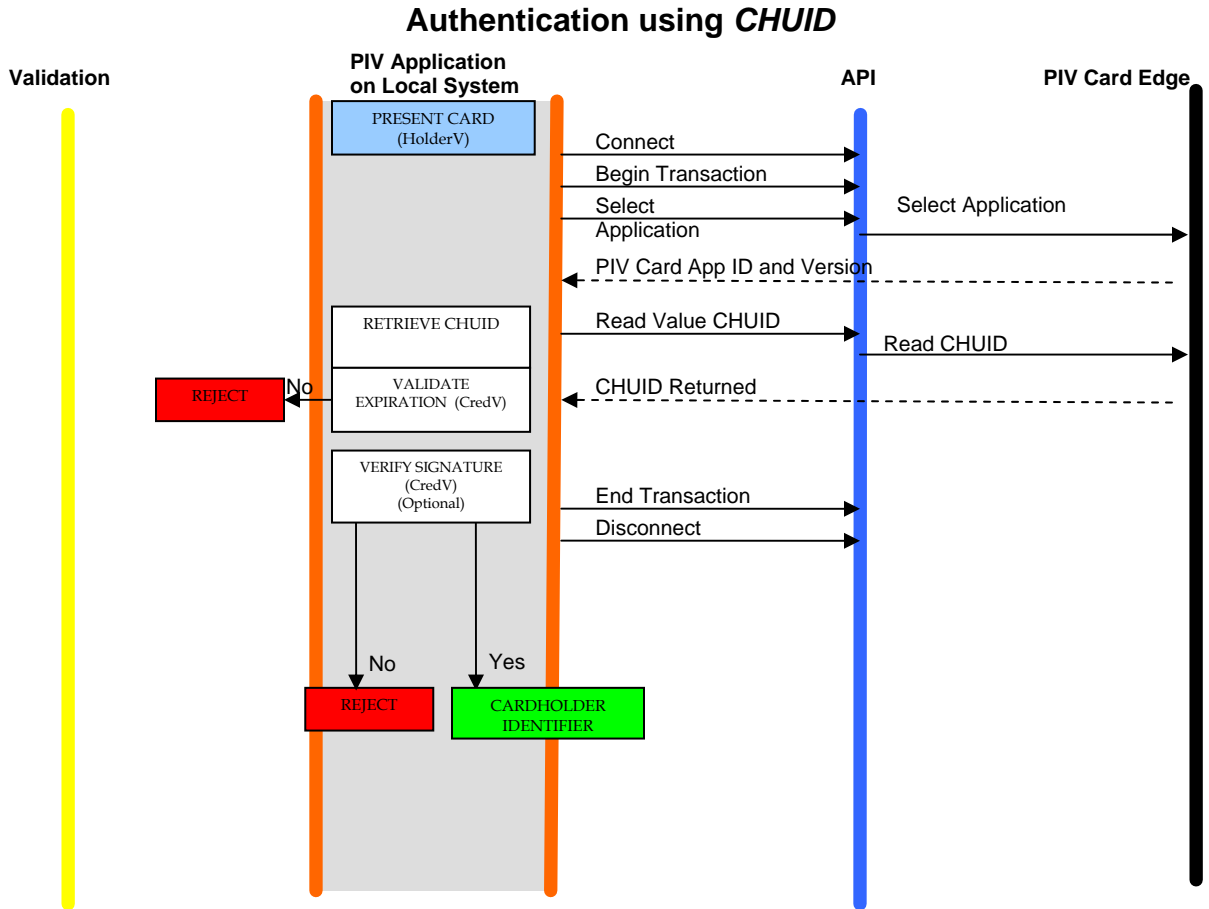 Authentication using CHUID
Validation
PIV Application
on Local System
API
PIV Card Edge
PRESENT CARD
(HolderV)
Connect
Begin Transaction
Select
Application
Select Application
PIV Card App ID and Version
RETRIEVE CHUID
Read Value CHUID
Read CHUID
REJECT
No
VALIDATE
EXPIRATION (CredV)
CHUID Returned
VERIFY SIGNATURE
(CredV)
(Optional)
End Transaction
Disconnect
No
Yes
REJECT
CARDHOLDER
IDENTIFIER